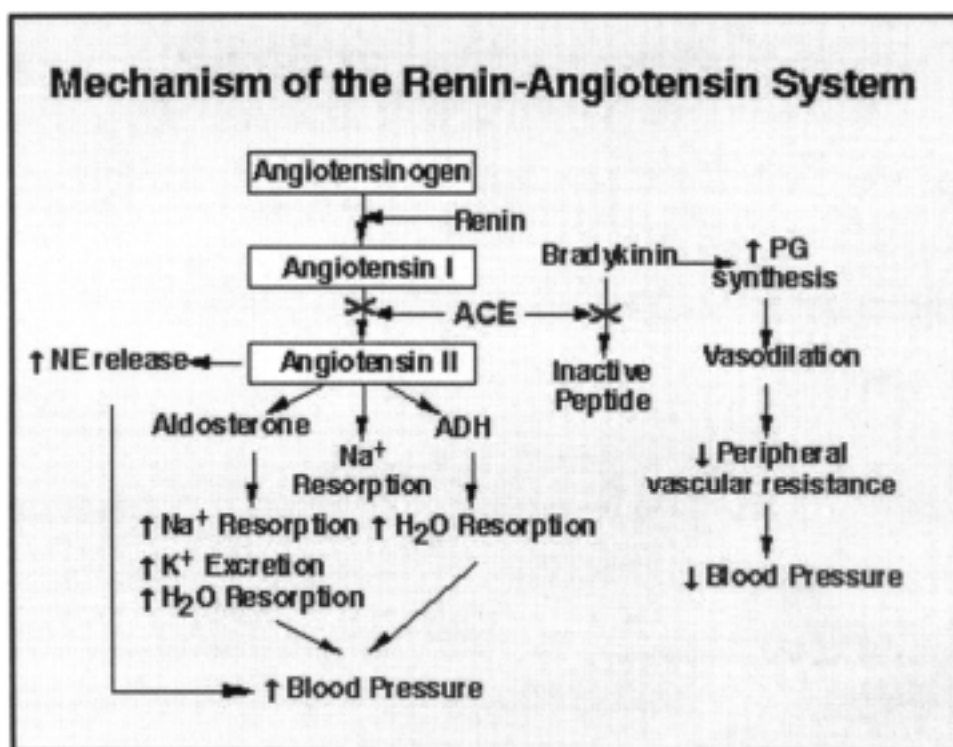 Mechanism of the Renin-Angiotensin System
Angiotensinogen
Renin
Angiotensin I
Bradykinin
↑ PG
synthesis
ACE
↑ NE release
Angiotensin II
Inactive
Peptide
Vasodilation
Aldosterone
Na⁺
Resorption
ADH
↓ Peripheral
vascular resistance
↑ Na⁺ Resorption
↑ K⁺ Excretion
↑ H₂O Resorption
↑ H₂O Resorption
↓ Blood Pressure
↑ Blood Pressure